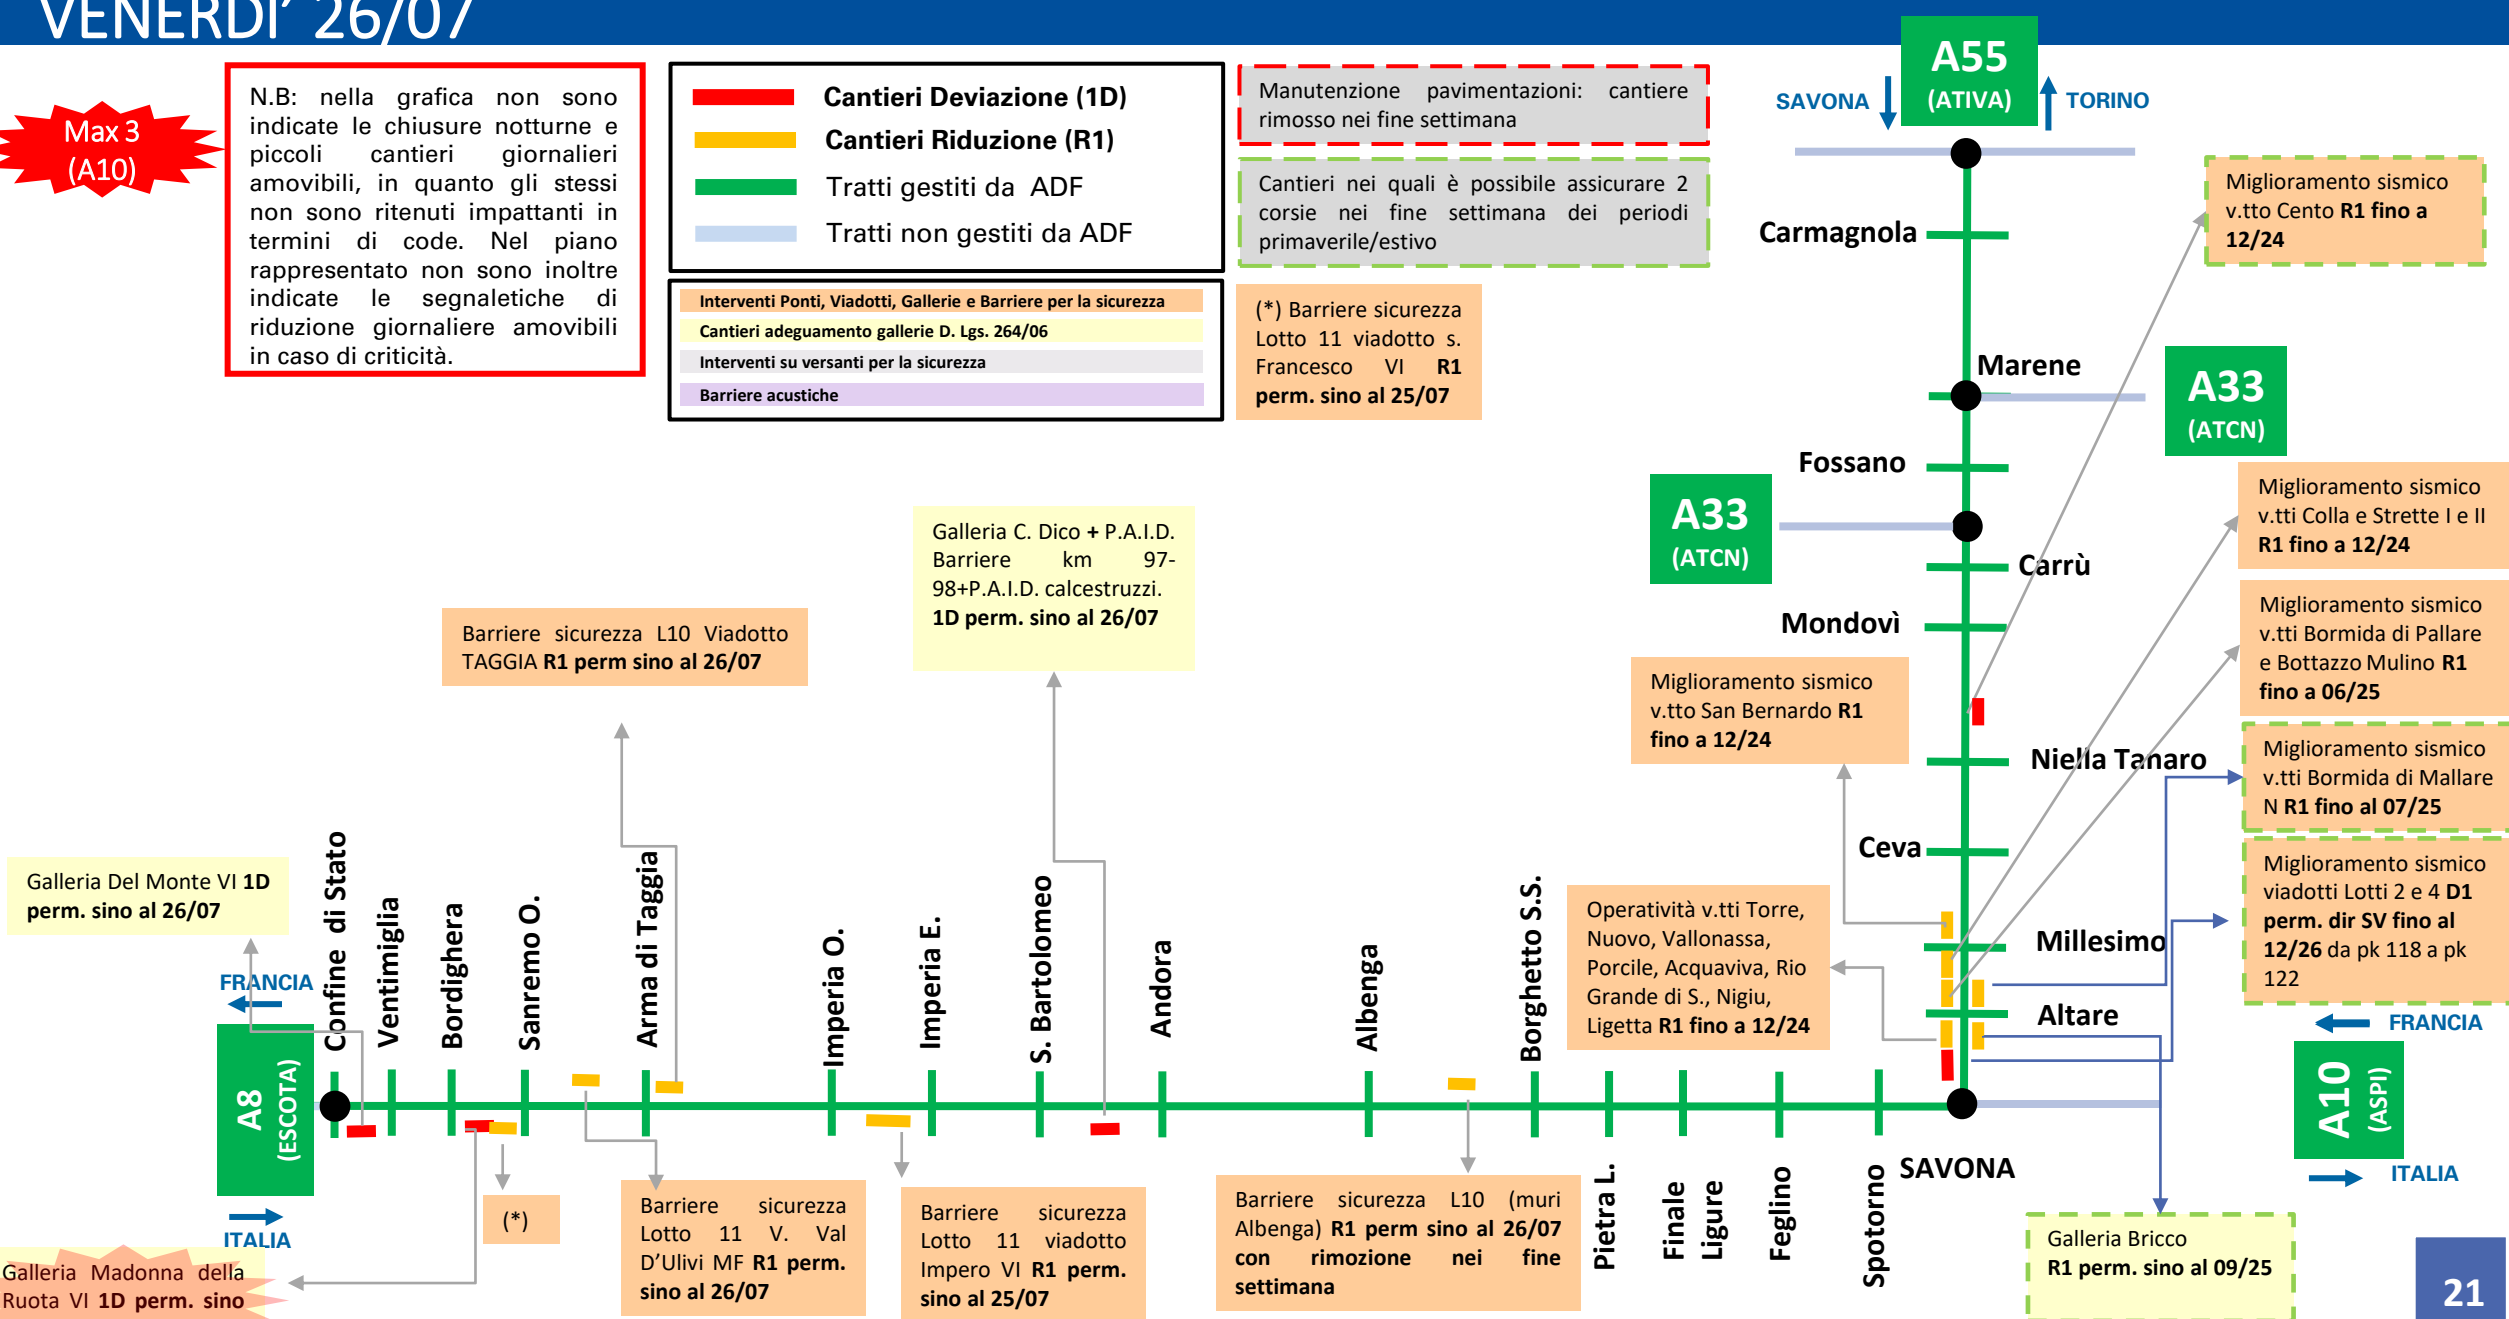 VENERDI’ 26/07
Max 3
(A10)
N.B: nella grafica non sono
indicate le chiusure notturne e
piccoli cantieri giornalieri
amovibili, in quanto gli stessi
non sono ritenuti impattanti in
termini di code. Nel piano
rappresentato non sono inoltre
indicate le segnaletiche di
riduzione giornaliere amovibili
in caso di criticità.
Cantieri Deviazione (1D)
Cantieri Riduzione (R1)
Tratti gestiti da ADF
Tratti non gestiti da ADF
Interventi Ponti, Viadotti, Gallerie e Barriere per la sicurezza
Cantieri adeguamento gallerie D. Lgs. 264/06
Interventi su versanti per la sicurezza
Barriere acustiche
Manutenzione pavimentazioni: cantiere
rimosso nei fine settimana
Cantieri nei quali è possibile assicurare 2
corsie nei fine settimana dei periodi
primaverile/estivo
(*) Barriere sicurezza
Lotto 11 viadotto s.
Francesco VI R1
perm. sino al 25/07
SAVONA
A55
(ATIVA)
TORINO
Carmagnola
Marene
A33
(ATCN)
Fossano
A33
(ATCN)
Carrù
Mondovì
Niella Tanaro
Ceva
Millesimo
Altare
Miglioramento sismico
v.tto Cento R1 fino a
12/24
Miglioramento sismico
v.tti Colla e Strette I e II
R1 fino a 12/24
Miglioramento sismico
v.tti Bormida di Pallare
e Bottazzo Mulino R1
fino a 06/25
Miglioramento sismico
v.tti Bormida di Mallare
N R1 fino al 07/25
Miglioramento sismico
viadotti Lotti 2 e 4 D1
perm. dir SV fino al
12/26 da pk 118 a pk
122
Miglioramento sismico
v.tto San Bernardo R1
fino a 12/24
Operatività v.tti Torre,
Nuovo, Vallonassa,
Porcile, Acquaviva, Rio
Grande di S., Nigiu,
Ligetta R1 fino a 12/24
Galleria C. Dico + P.A.I.D.
Barriere km 97-
98+P.A.I.D. calcestruzzi.
1D perm. sino al 26/07
Barriere sicurezza L10 Viadotto
TAGGIA R1 perm sino al 26/07
Galleria Del Monte VI 1D
perm. sino al 26/07
FRANCIA
A8
(ESCOTA)
ITALIA
Confine di Stato
Ventimiglia
Bordighera
Sanremo O.
Arma di Taggia
Imperia O.
Imperia E.
S. Bartolomeo
Andora
Albenga
Borghetto S.S.
Pietra L.
Finale
Ligure
Feglino
Spotorno
SAVONA
FRANCIA
A10
(ASPI)
ITALIA
Galleria Madonna della
Ruota VI 1D perm. sino
(*)
Barriere sicurezza
Lotto 11 V. Val
D’Ulivi MF R1 perm.
sino al 26/07
Barriere sicurezza
Lotto 11 viadotto
Impero VI R1 perm.
sino al 25/07
Barriere sicurezza L10 (muri
Albenga) R1 perm sino al 26/07
con rimozione nei fine
settimana
Galleria Bricco
R1 perm. sino al 09/25
21